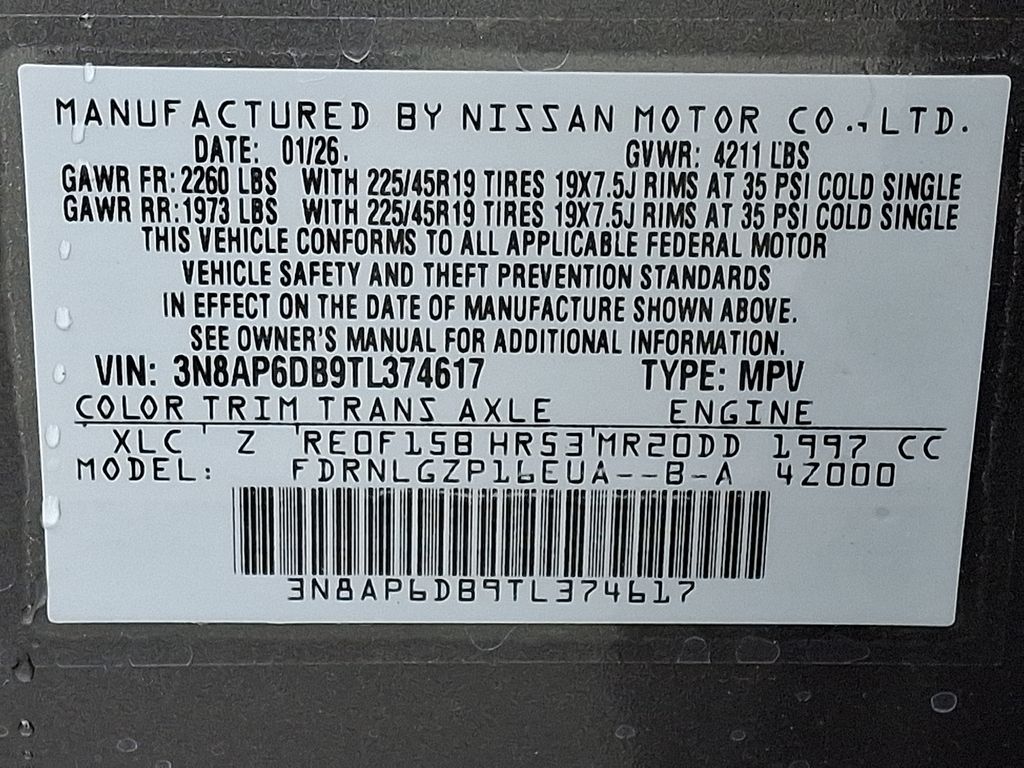 MANUFACTURED BY NISSAN MOTOR CO., LTD.
DATE: 01/26. GVWR: 4211 LBS
GAWR FR: 2260 LBS WITH 225/45R19 TIRES 19X7.5J RIMS AT 35 PSI COLD SINGLE
GAWR RR: 1973 LBS WITH 225/45R19 TIRES 19X7.5J RIMS AT 35 PSI COLD SINGLE
THIS VEHICLE CONFORMS TO ALL APPLICABLE FEDERAL MOTOR
VEHICLE SAFETY AND THEFT PREVENTION STANDARDS
IN EFFECT ON THE DATE OF MANUFACTURE SHOWN ABOVE.
SEE OWNER'S MANUAL FOR ADDITIONAL INFORMATION.
VIN: 3N8AP6DB9TL374617 TYPE: MPV
COLOR TRIM TRANS AXLE ENGINE
XLC Z RE0F15B HR53 MR20DD 1997 CC
MODEL: FDRNLGZP16EUA--B-A 42000
3N8AP6DB9TL374617